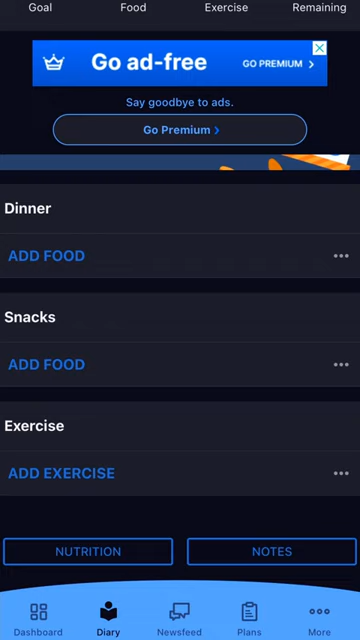 Goal Food Exercise Remaining
Go ad-free GO PREMIUM >
Say goodbye to ads.
Go Premium >
Dinner
ADD FOOD
Snacks
ADD FOOD
Exercise
ADD EXERCISE
NUTRITION NOTES
Dashboard Diary Newsfeed Plans More